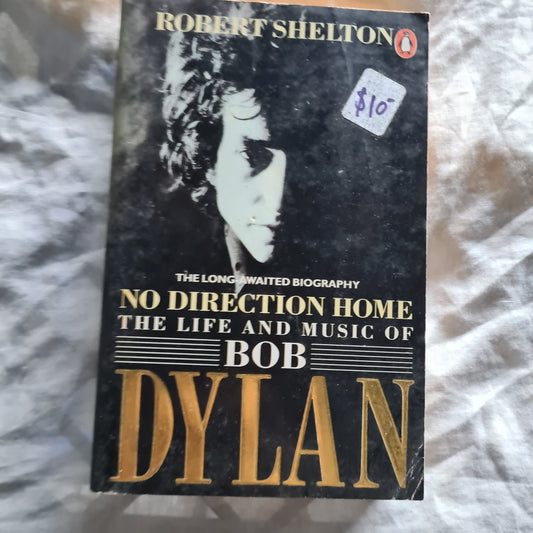 ROBERT SHELTON
$10-
THE LONG-AWAITED BIOGRAPHY
NO DIRECTION HOME
THE LIFE AND MUSIC OF
BOB
DYLAN